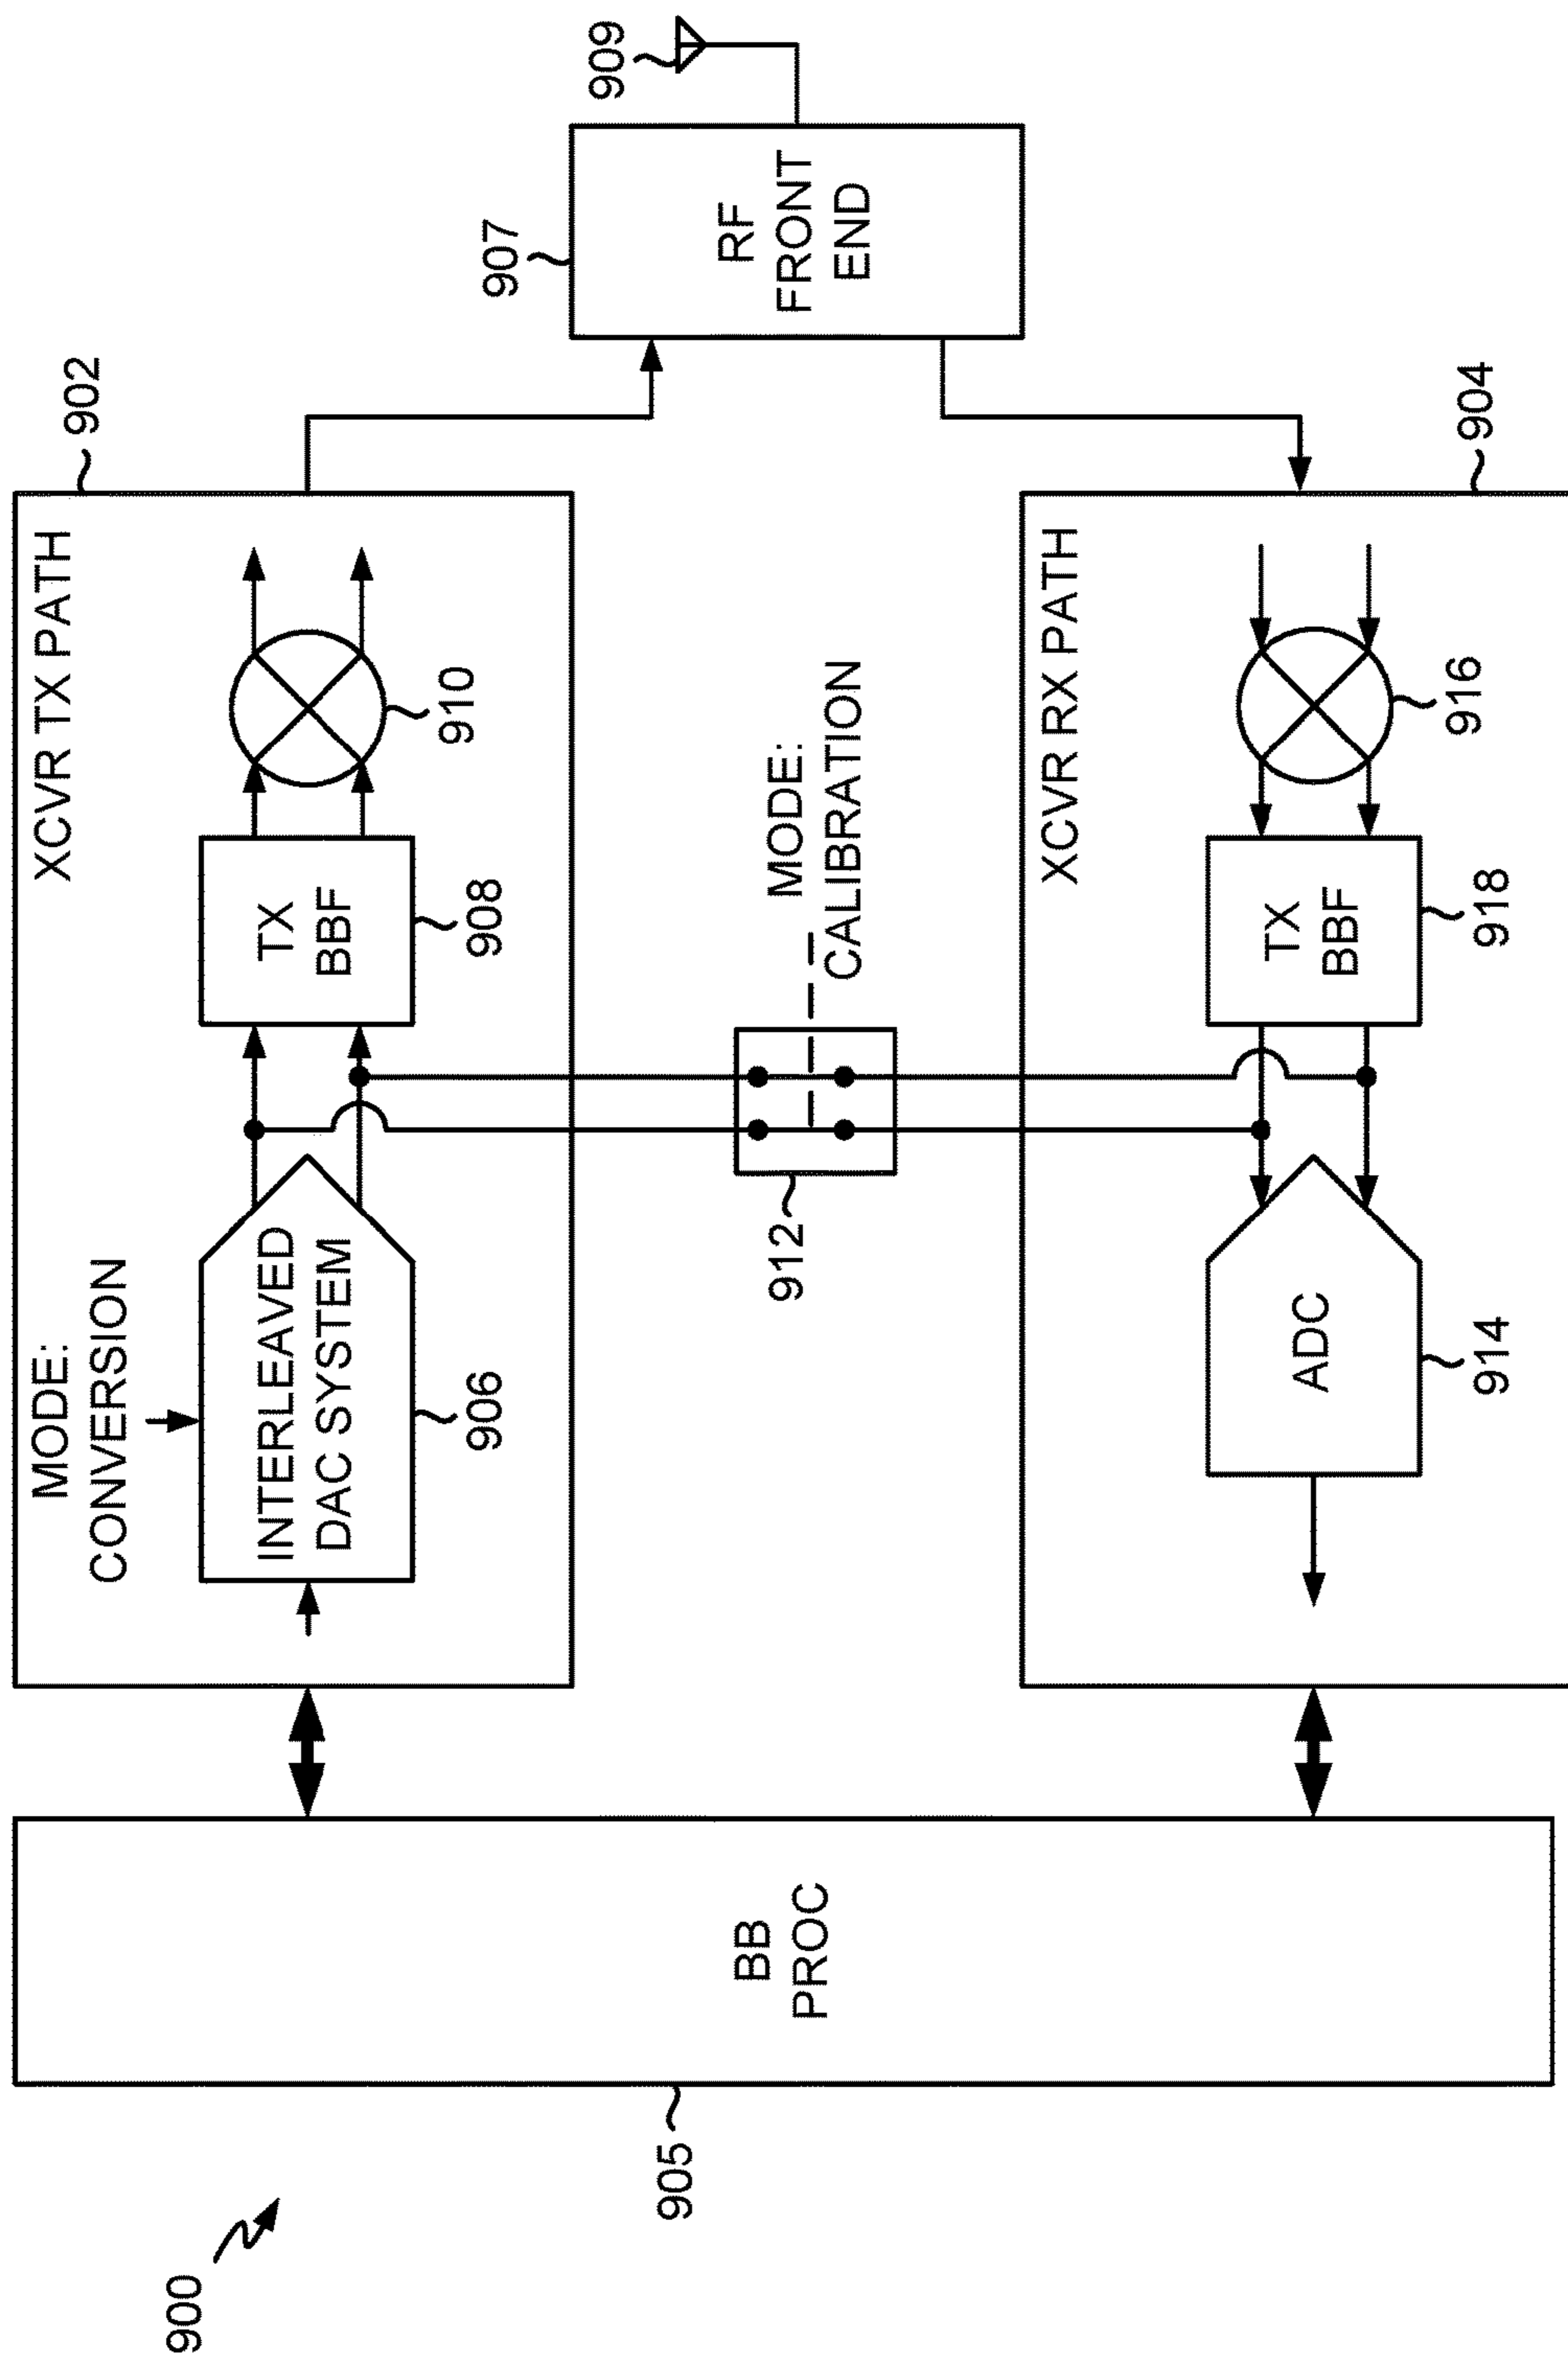 900
905
BB
PROC
902
XCVR TX PATH
MODE:
CONVERSION
INTERLEAVED
DAC SYSTEM
906
TX
BBF
908
910
912
MODE:
CALIBRATION
907
RF
FRONT
END
909
904
XCVR RX PATH
ADC
914
TX
BBF
918
916